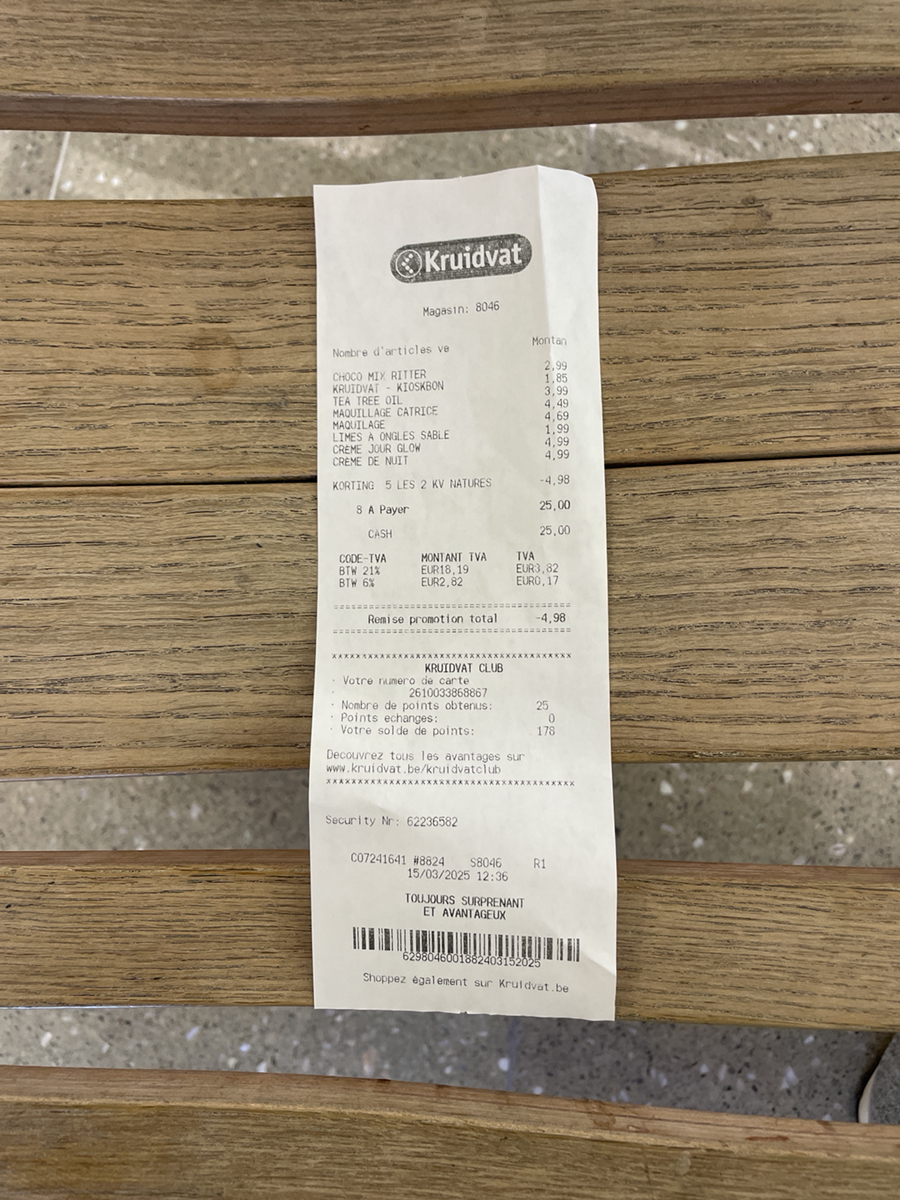 Kruidvat
Magasin: 8046
Nombre d'articles ve Montan
CHOCO MIX RITTER 2,99
KRUIDVAT - KIOSKBON 1,85
TEA TREE OIL 3,99
MAQUILLAGE CATRICE 4,49
MAQUILAGE 4,69
LIMES A ONGLES SABLE 1,99
CRÈME JOUR GLOW 4,99
CRÈME DE NUIT 4,99
KORTING 5 LES 2 KV NATURES -4,98
8 A Payer 25,00
CASH 25,00
CODE-TVA MONTANT TVA TVA
BTW 21% EUR18,19 EUR3,82
BTW 6% EUR2,82 EUR0,17
Remise promotion total -4,98
KRUIDVAT CLUB
· Votre numero de carte
· 2610033868867
· Nombre de points obtenus: 25
· Points echanges: 0
· Votre solde de points: 178
Decouvrez tous les avantages sur
www.kruidvat.be/kruidvatclub
Security Nr: 62236582
C07241641 #8824 S8046 R1
15/03/2025 12:36
TOUJOURS SURPRENANT
ET AVANTAGEUX
6298046001882403152025
Shoppez également sur Kruidvat.be